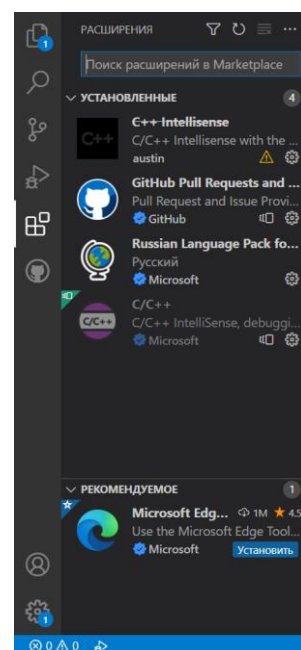 РАСШИРЕНИЯ
Поиск расширений в Marketplace
УСТАНОВЛЕННЫЕ 4
C++
C++ Intellisense
C/C++ Intellisense with the ...
austin
GitHub Pull Requests and ...
Pull Request and Issue Provi...
GitHub
Russian Language Pack fo...
Русский
Microsoft
C/C++
C/C++
C/C++ IntelliSense, debuggi...
Microsoft
РЕКОМЕНДУЕМОЕ 1
Microsoft Edg... 1M 4.5
Use the Microsoft Edge Tool...
Microsoft Установить
1
1
0 0